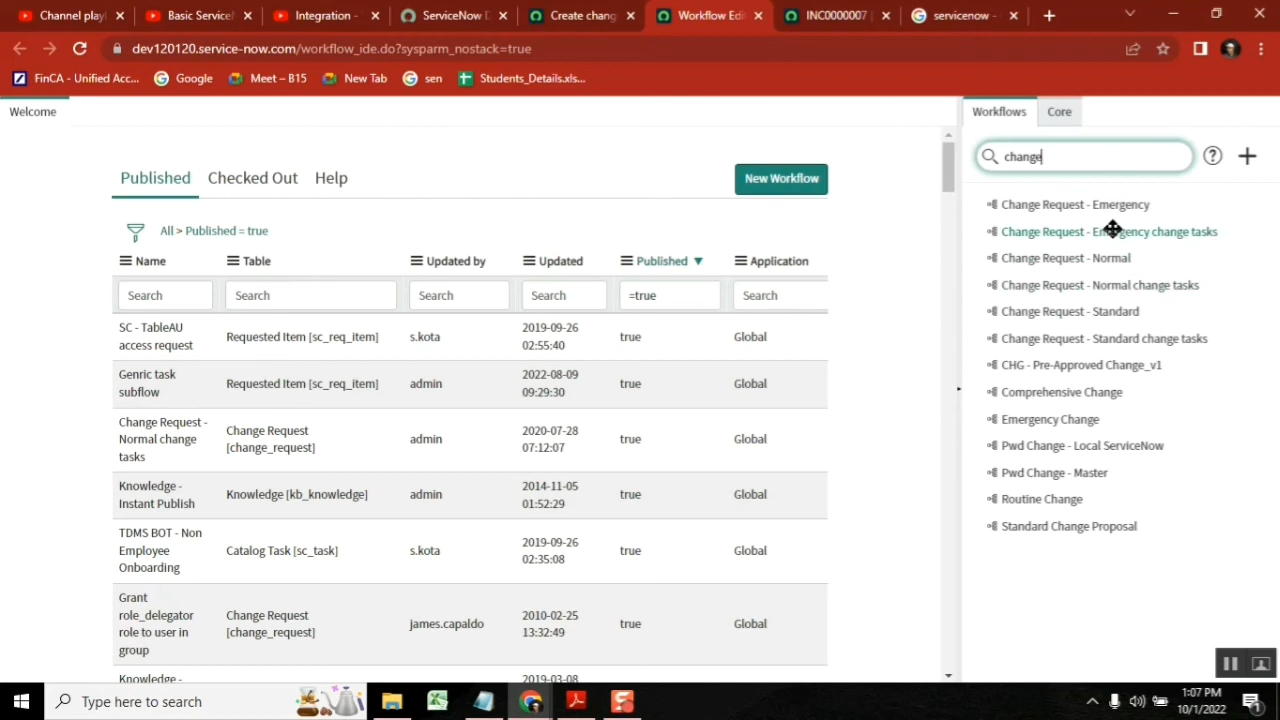 Channel play
Basic Service
Integration -
ServiceNow D
Create chang
Workflow Edi
INC0000007
servicenow -
dev120120.service-now.com/workflow_ide.do?sysparm_nostack=true
FinCA - Unified Acc...
Google
Meet – B15
New Tab
sen
Students_Details.xls...
Welcome
Published
Checked Out
Help
New Workflow
All > Published = true
Name
Table
Updated by
Updated
Published
Application
Search
Search
Search
Search
=true
Search
SC - TableAU
access request
Requested Item [sc_req_item]
s.kota
2019-09-26
02:55:40
true
Global
Genric task
subflow
Requested Item [sc_req_item]
admin
2022-08-09
09:29:30
true
Global
Change Request -
Normal change
tasks
Change Request
[change_request]
admin
2020-07-28
07:12:07
true
Global
Knowledge -
Instant Publish
Knowledge [kb_knowledge]
admin
2014-11-05
01:52:29
true
Global
TDMS BOT - Non
Employee
Onboarding
Catalog Task [sc_task]
s.kota
2019-09-26
02:35:08
true
Global
Grant
role_delegator
role to user in
group
Change Request
[change_request]
james.capaldo
2010-02-25
13:32:49
true
Global
Knowledge -
2019-03-08
Workflows
Core
change
Change Request - Emergency
Change Request - Emergency change tasks
Change Request - Normal
Change Request - Normal change tasks
Change Request - Standard
Change Request - Standard change tasks
CHG - Pre-Approved Change_v1
Comprehensive Change
Emergency Change
Pwd Change - Local ServiceNow
Pwd Change - Master
Routine Change
Standard Change Proposal
Type here to search
1:07 PM
10/1/2022
1